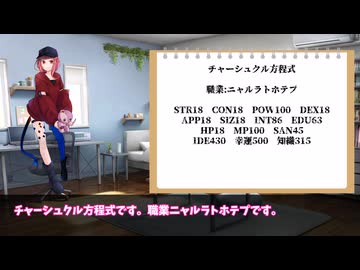 チャーシュクル方程式
職業:ニャルラトホテプ
STR18 CON18 POW100 DEX18
APP18 SIZ18 INT86 EDU63
HP18 MP100 SAN45
IDE430 幸運500 知識315
チャーシュクル方程式です。職業ニャルラトホテプです。